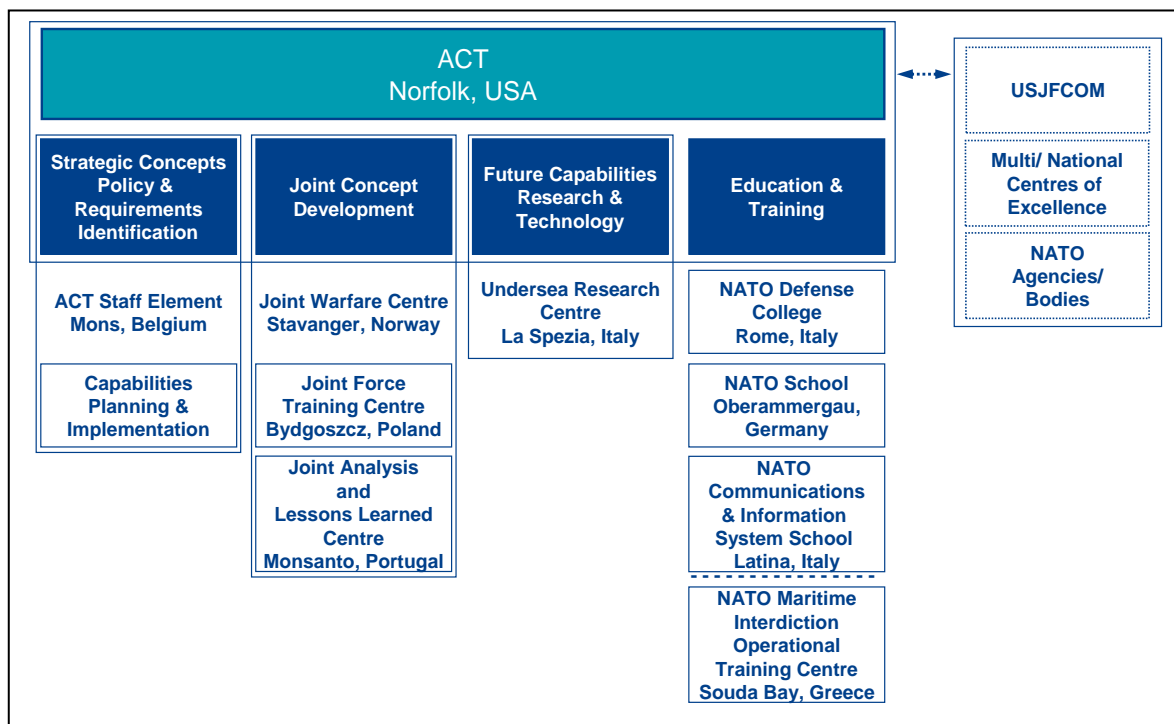 ACT
Norfolk, USA
Strategic Concepts
Policy &
Requirements
Identification
ACT Staff Element
Mons, Belgium
Capabilities
Planning &
Implementation
Joint Concept
Development
Joint Warfare Centre
Stavanger, Norway
Joint Force
Training Centre
Bydgoszcz, Poland
Joint Analysis
and
Lessons Learned
Centre
Monsanto, Portugal
Future Capabilities
Research &
Technology
Undersea Research
Centre
La Spezia, Italy
Education &
Training
NATO Defense
College
Rome, Italy
NATO School
Oberammergau,
Germany
NATO
Communications
& Information
System School
Latina, Italy
NATO Maritime
Interdiction
Operational
Training Centre
Souda Bay, Greece
USJFCOM
Multi/ National
Centres of
Excellence
NATO
Agencies/
Bodies